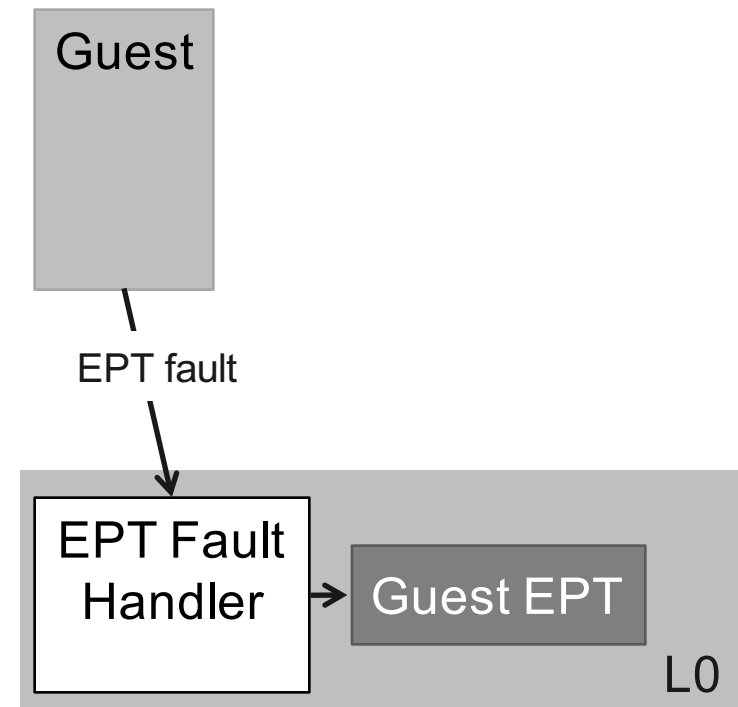 Guest
EPT fault
EPT Fault
Handler
Guest EPT
L0